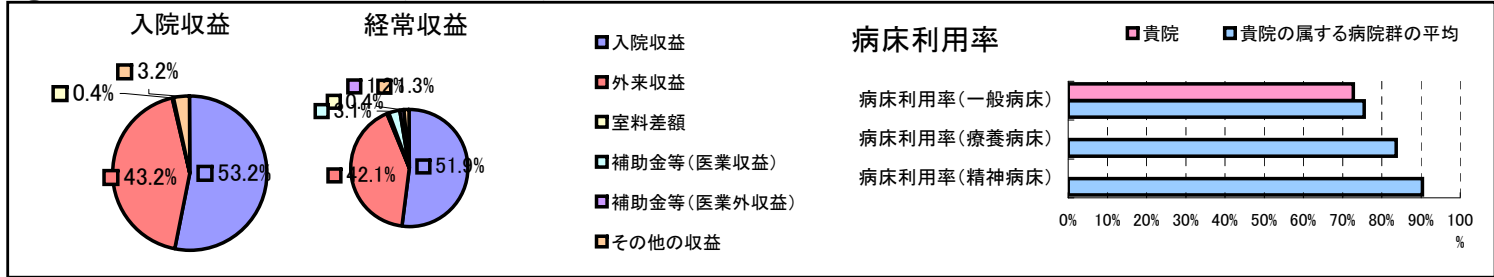 入院収益
53.2%
43.2%
0.4%
3.2%
経常収益
51.9%
42.1%
3.1%
0.4%
1.3%
入院収益
外来収益
室料差額
補助金等(医業収益)
補助金等(医業外収益)
その他の収益
病床利用率
貴院
貴院の属する病院群の平均
病床利用率(一般病床)
病床利用率(療養病床)
病床利用率(精神病床)
0% 10% 20% 30% 40% 50% 60% 70% 80% 90% 100
%